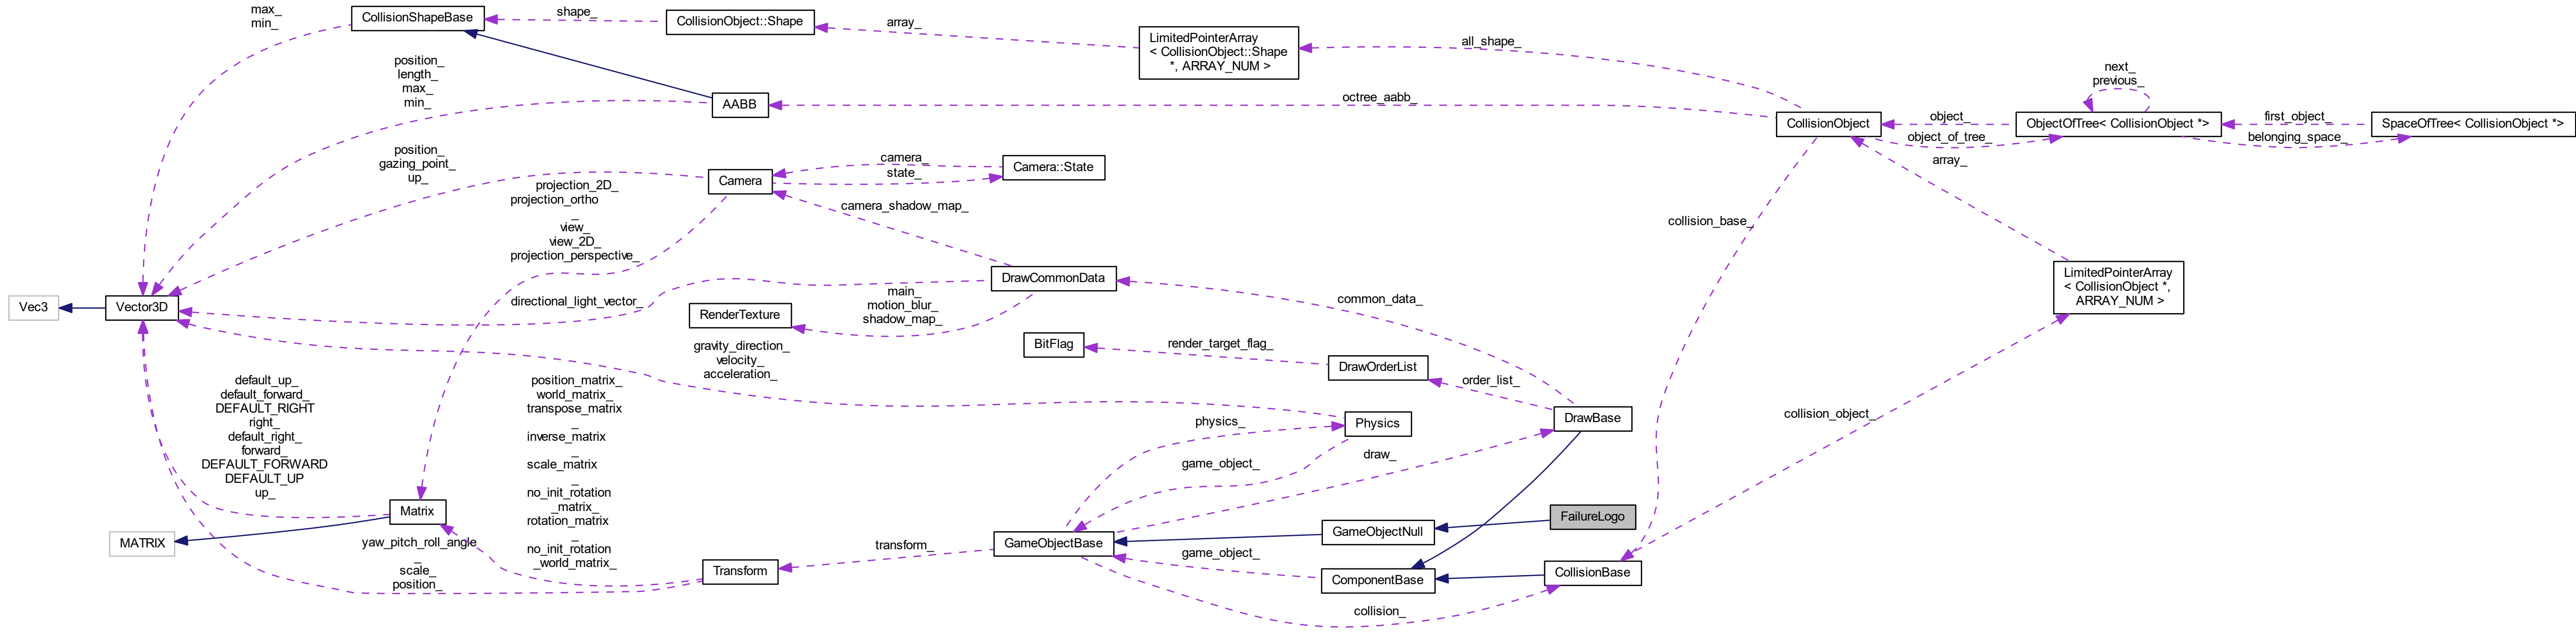 max_
min_
CollisionShapeBase
shape_
CollisionObject::Shape
array_
LimitedPointerArray
< CollisionObject::Shape
*, ARRAY_NUM >
all_shape_
position_
length_
max_
min_
AABB
octree_aabb_
CollisionObject
object_
object_of_tree_
next_
previous_
ObjectOfTree< CollisionObject *>
first_object_
belonging_space_
SpaceOfTree< CollisionObject *>
position_
gazing_point_
up_
Camera
camera_
state_
Camera::State
array_
projection_2D_
projection_ortho
_
view_
view_2D_
projection_perspective_
camera_shadow_map_
collision_base_
DrawCommonData
LimitedPointerArray
< CollisionObject *,
ARRAY_NUM >
Vec3
Vector3D
directional_light_vector_
RenderTexture
main_
motion_blur_
shadow_map_
common_data_
BitFlag
render_target_flag_
DrawOrderList
gravity_direction_
velocity_
acceleration_
order_list_
default_up_
default_forward_
DEFAULT_RIGHT
right_
default_right_
forward_
DEFAULT_FORWARD
DEFAULT_UP
up_
position_matrix_
world_matrix_
transpose_matrix
_
inverse_matrix
_
scale_matrix
_
no_init_rotation
_matrix_
rotation_matrix
_
no_init_rotation
_world_matrix_
physics_
Physics
DrawBase
collision_object_
game_object_
draw_
Matrix
MATRIX
yaw_pitch_roll_angle
_
scale_
position_
Transform
transform_
GameObjectBase
GameObjectNull
FailureLogo
game_object_
ComponentBase
CollisionBase
collision_